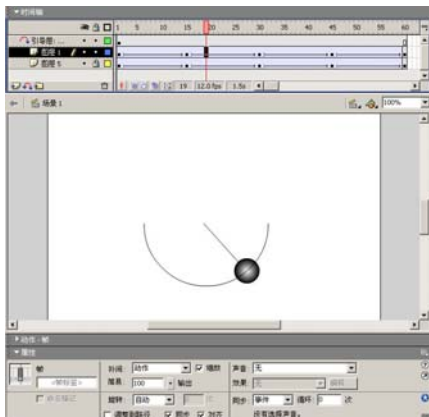 时间轴
1 5 10 15 20 25 30 35 40 45 50 55 60
引导层:...
图层 1
图层 5
19 12.0 fps 1.5s
场景 1
100%
动作 - 帧
属性
帧
<帧标签>
补间: 动作 缩放
声音: 无
简易: 100 输出
效果: 无 编辑...
旋转: 自动 次
同步: 事件 循环: 0 次
调整到路径 同步 对齐
没有选择声音。